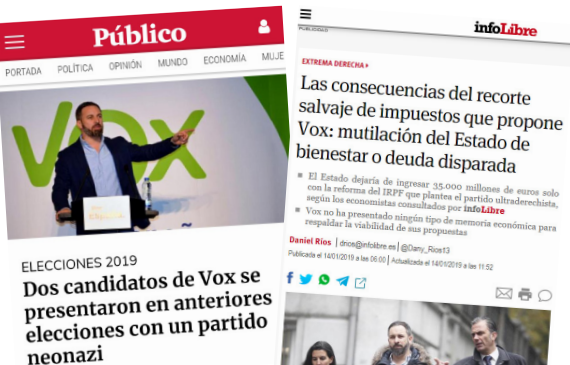 Público
PORTADA POLÍTICA OPINIÓN MUNDO ECONOMÍA MUJE
VOX
ELECCIONES 2019
Dos candidatos de Vox se
presentaron en anteriores
elecciones con un partido
neonazi
infoLibre
PUBLICIDAD
EXTREMA DERECHA
Las consecuencias del recorte
salvaje de impuestos que propone
Vox: mutilación del Estado de
bienestar o deuda disparada
El Estado dejaría de ingresar 35.000 millones de euros solo
con la reforma del IRPF que plantea el partido ultraderechista,
según los economistas consultados por infoLibre
Vox no ha presentado ningún tipo de memoria económica para
respaldar la viabilidad de sus propuestas
Daniel Ríos | drios@infolibre.es | @Dany_Rios13
Publicada el 14/01/2019 a las 06:00 | Actualizada el 14/01/2019 a las 11:52